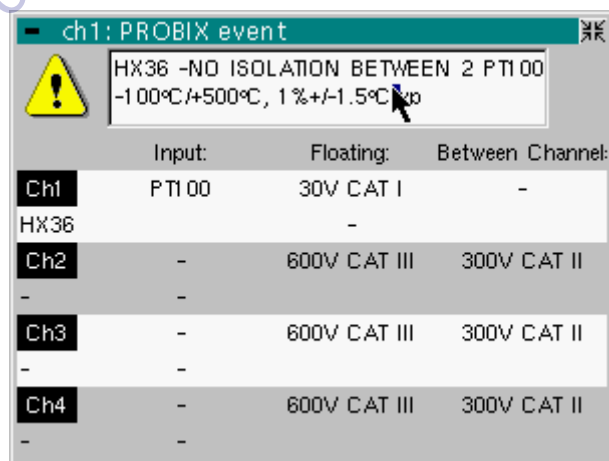 ch1: PROBIX event
HX36 -NO ISOLATION BETWEEN 2 PT100
-100°C/+500°C, 1%+/-1.5°C
Input: Floating: Between Channel:
Ch1 PT100 30V CAT I -
HX36 -
Ch2 - 600V CAT III 300V CAT II
- -
Ch3 - 600V CAT III 300V CAT II
- -
Ch4 - 600V CAT III 300V CAT II
- -